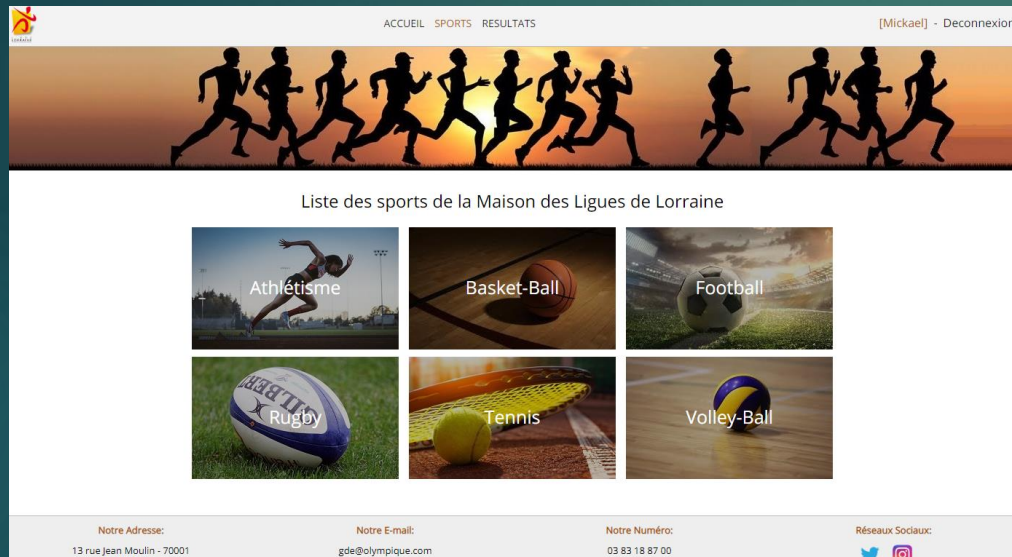 ACCUEIL SPORTS RESULTATS
[Mickael] - Deconnexion
Liste des sports de la Maison des Ligues de Lorraine
Athlétisme
Basket-Ball
Football
GILBERT
Rugby
Tennis
Volley-Ball
Notre Adresse:
Notre E-mail:
Notre Numéro:
Réseaux Sociaux:
13 rue Jean Moulin - 70001
gde@olympique.com
03 83 18 87 00